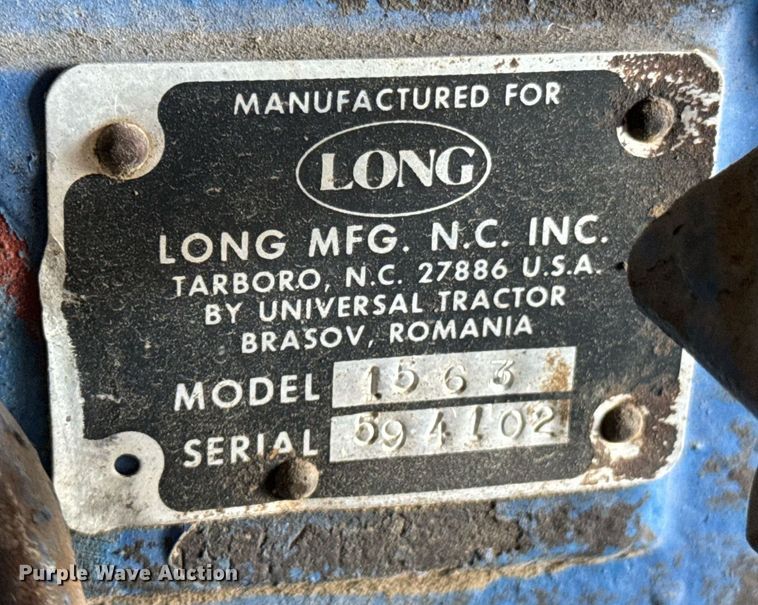 MANUFACTURED FOR
LONG
LONG MFG. N.C. INC.
TARBORO, N.C. 27886 U.S.A.
BY UNIVERSAL TRACTOR
BRASOV, ROMANIA
MODEL 1563
SERIAL 594102
Purple Wave Auction